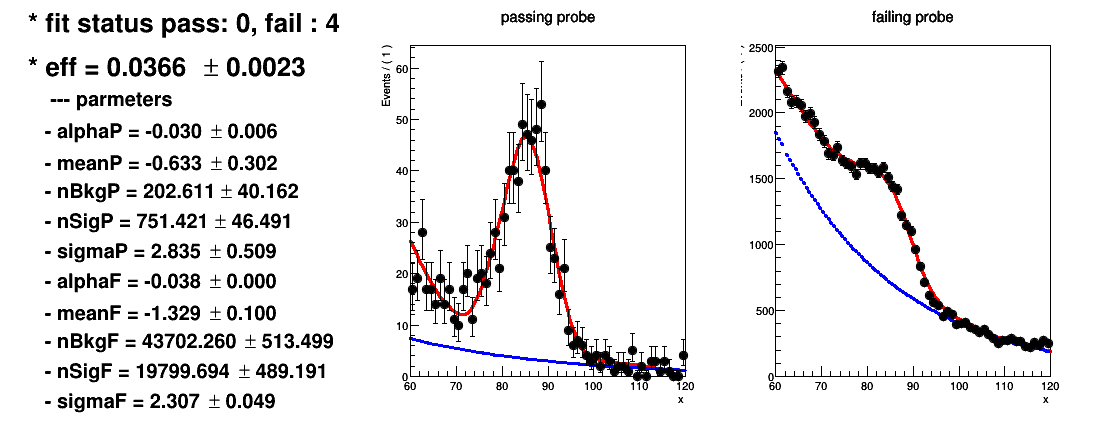 * fit status pass: 0, fail : 4
* eff = 0.0366 ± 0.0023
--- parmeters
- alphaP = -0.030 ± 0.006
- meanP = -0.633 ± 0.302
- nBkgP = 202.611 ± 40.162
- nSigP = 751.421 ± 46.491
- sigmaP = 2.835 ± 0.509
- alphaF = -0.038 ± 0.000
- meanF = -1.329 ± 0.100
- nBkgF = 43702.260 ± 513.499
- nSigF = 19799.694 ± 489.191
- sigmaF = 2.307 ± 0.049
passing probe
Events / ( 1 )
60
50
40
30
20
10
0
60 70 80 90 100 110 120
x
failing probe
2500
2000
1500
1000
500
0
60 70 80 90 100 110 120
x